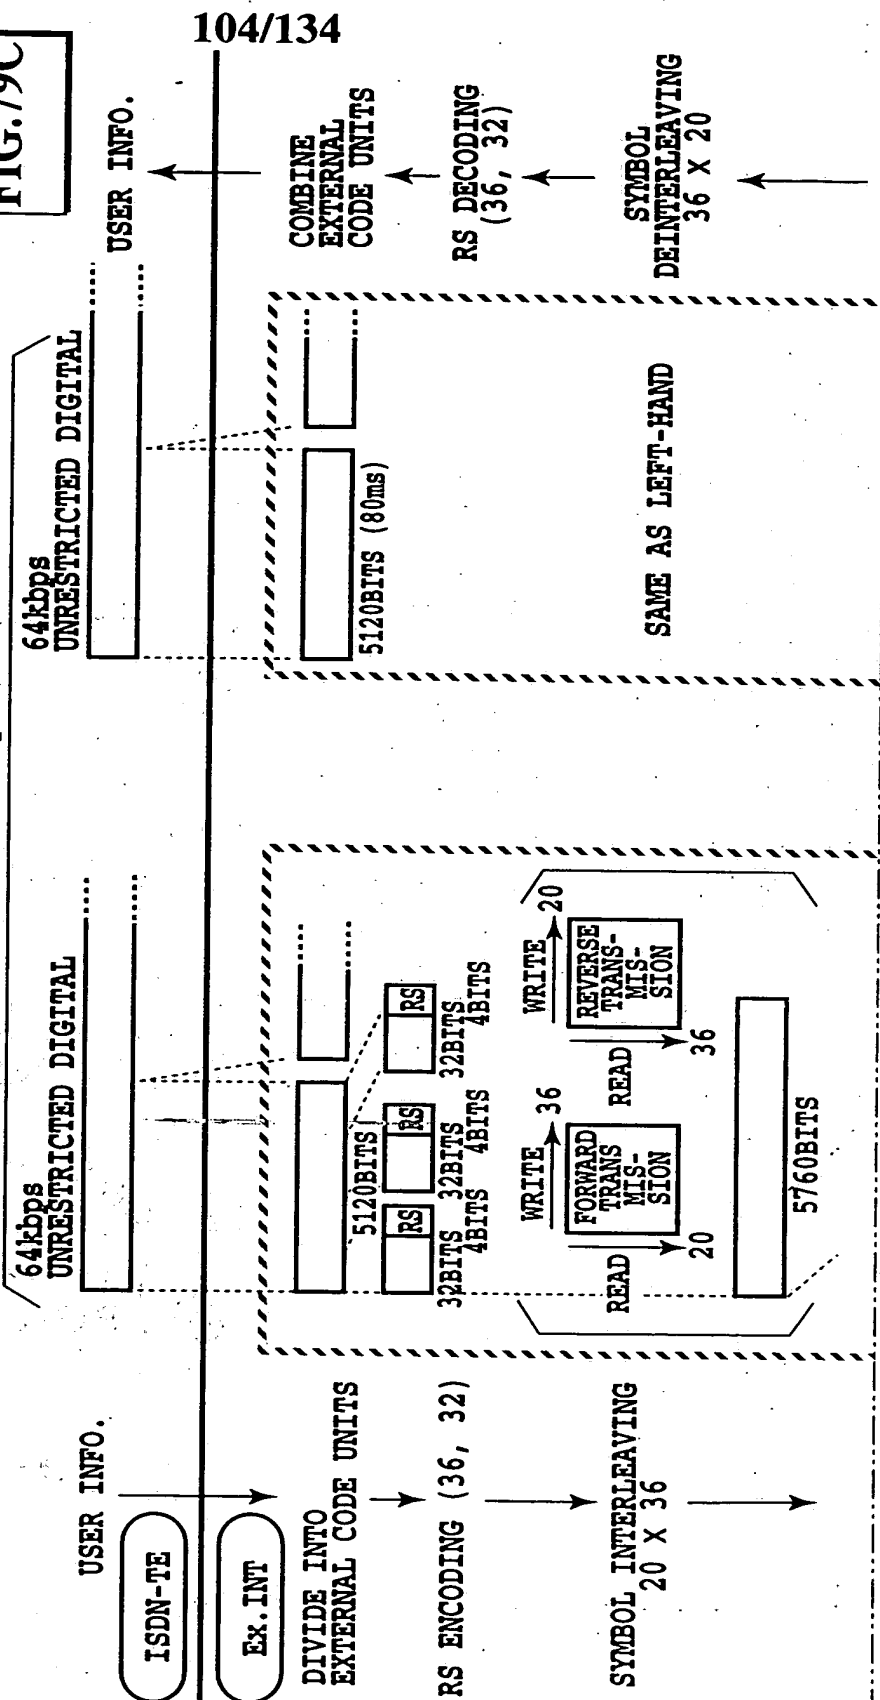 104/134
FIG.79C
64kbps
UNRESTRICTED DIGITAL
64kbps
UNRESTRICTED DIGITAL
USER INFO.
USER INFO.
ISDN-TE
Ex.INT
DIVIDE INTO
EXTERNAL CODE UNITS
RS ENCODING (36, 32)
SYMBOL INTERLEAVING
20 X 36
5120BITS
RS
RS
RS
32BITS
4BITS
32BITS
4BITS
32BITS
4BITS
WRITE
36
READ
FORWARD
TRANS
MIS-
SION
20
WRITE
20
READ
REVERSE
TRANS-
MIS-
SION
36
5760BITS
5120BITS (80ms)
SAME AS LEFT-HAND
COMBINE
EXTERNAL
CODE UNITS
RS DECODING
(36, 32)
SYMBOL
DEINTERLEAVING
36 X 20